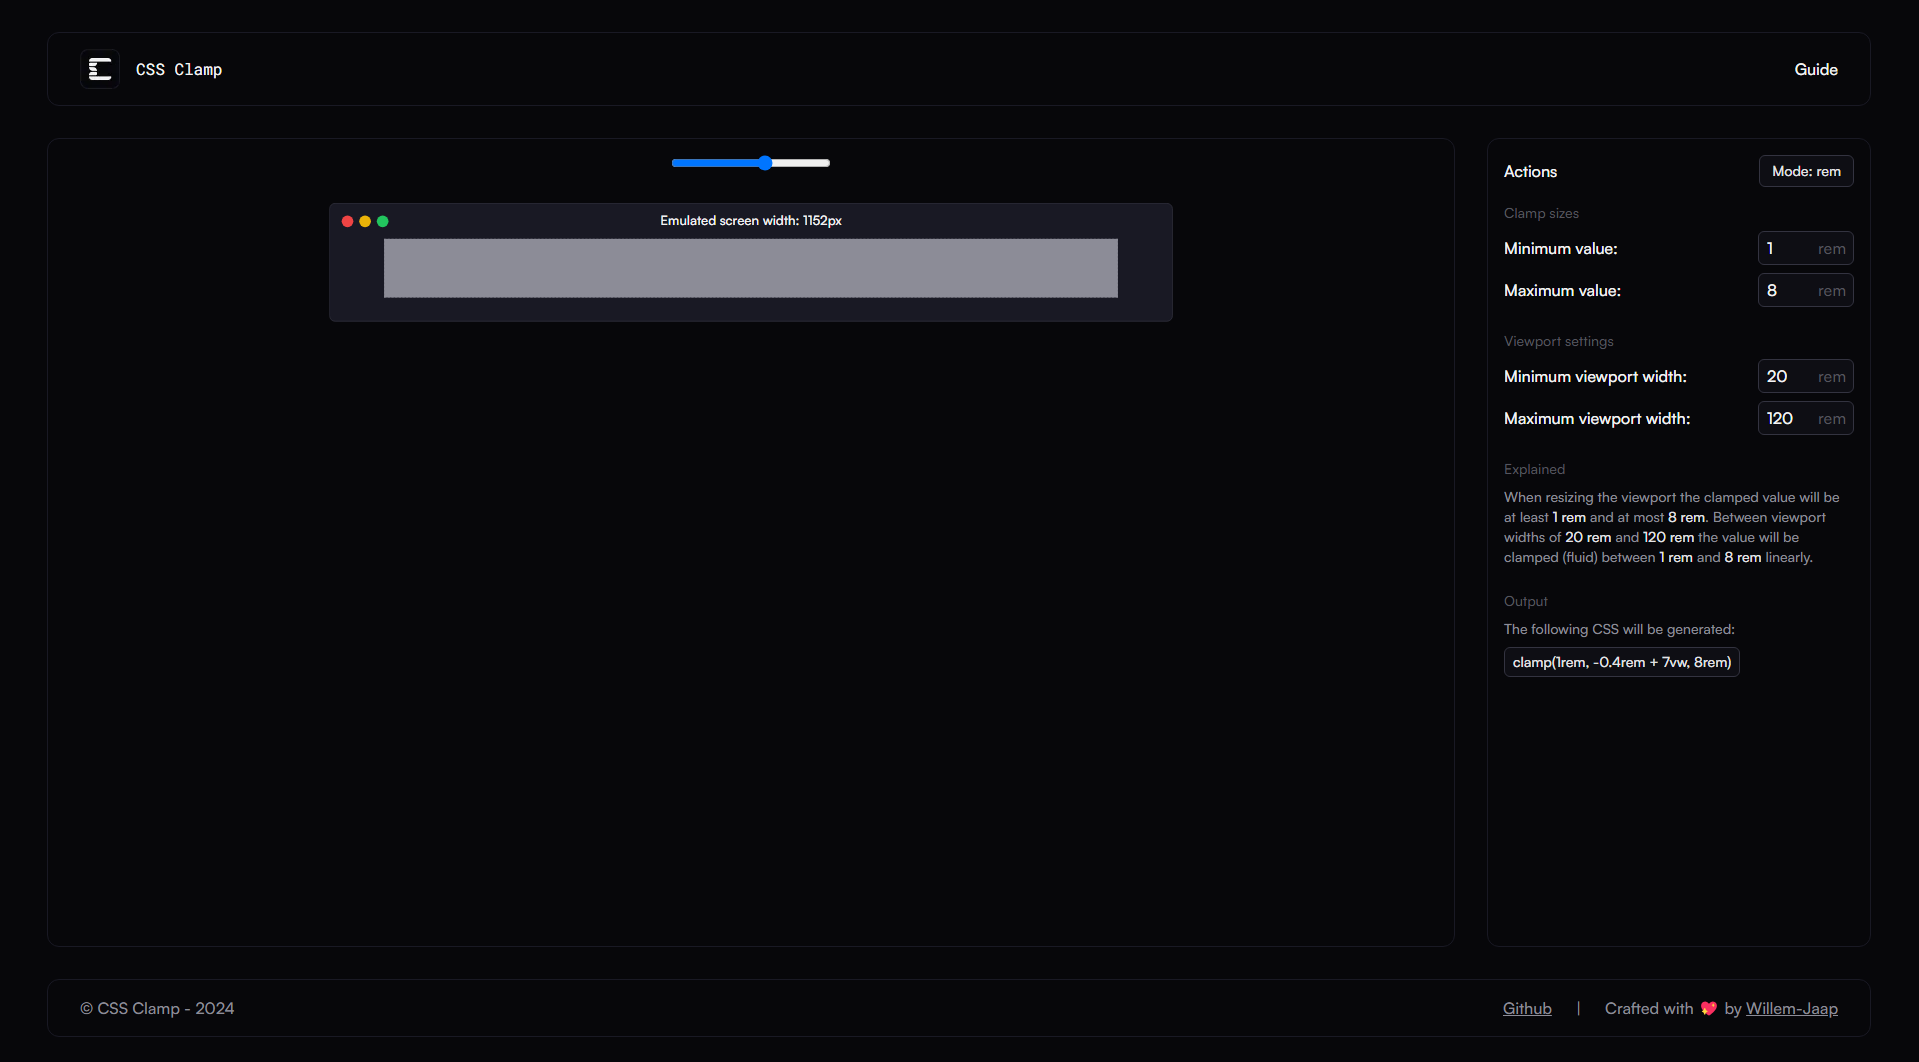 CSS Clamp
Guide
Emulated screen width: 1152px
Actions
Mode: rem
Clamp sizes
Minimum value:
1 rem
Maximum value:
8 rem
Viewport settings
Minimum viewport width:
20 rem
Maximum viewport width:
120 rem
Explained
When resizing the viewport the clamped value will be
at least 1 rem and at most 8 rem. Between viewport
widths of 20 rem and 120 rem the value will be
clamped (fluid) between 1 rem and 8 rem linearly.
Output
The following CSS will be generated:
clamp(1rem, -0.4rem + 7vw, 8rem)
© CSS Clamp - 2024
Github | Crafted with 💖 by Willem-Jaap